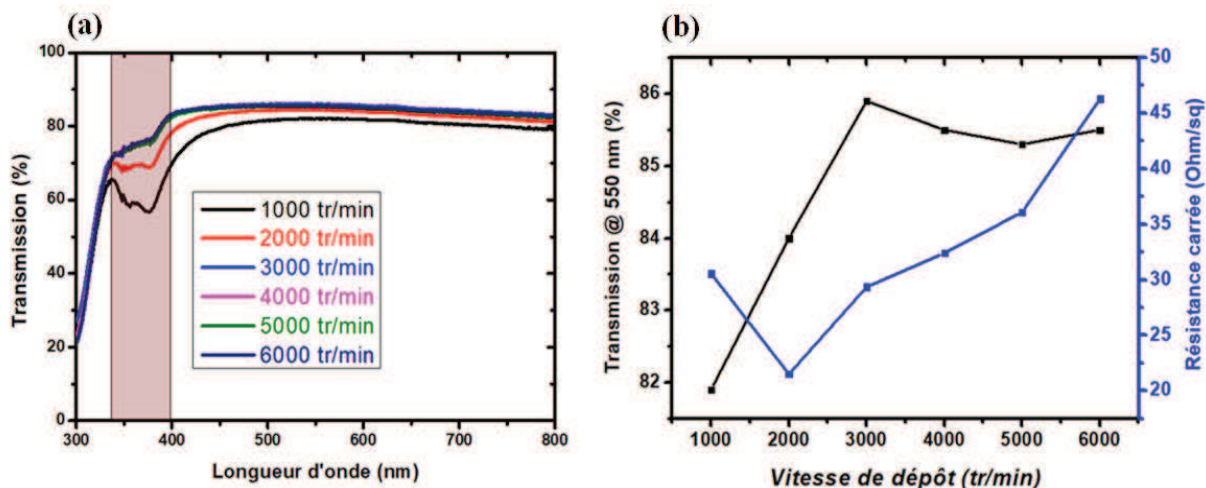 (a)
Transmission (%)
100
80
60
40
20
0
300
400
500
600
700
800
Longueur d'onde (nm)
1000 tr/min
2000 tr/min
3000 tr/min
4000 tr/min
5000 tr/min
6000 tr/min
(b)
Transmission @ 550 nm (%)
86
85
84
83
82
1000
2000
3000
4000
5000
6000
Vitesse de dépôt (tr/min)
50
45
40
35
30
25
20
Résistance carrée (Ohm/sq)